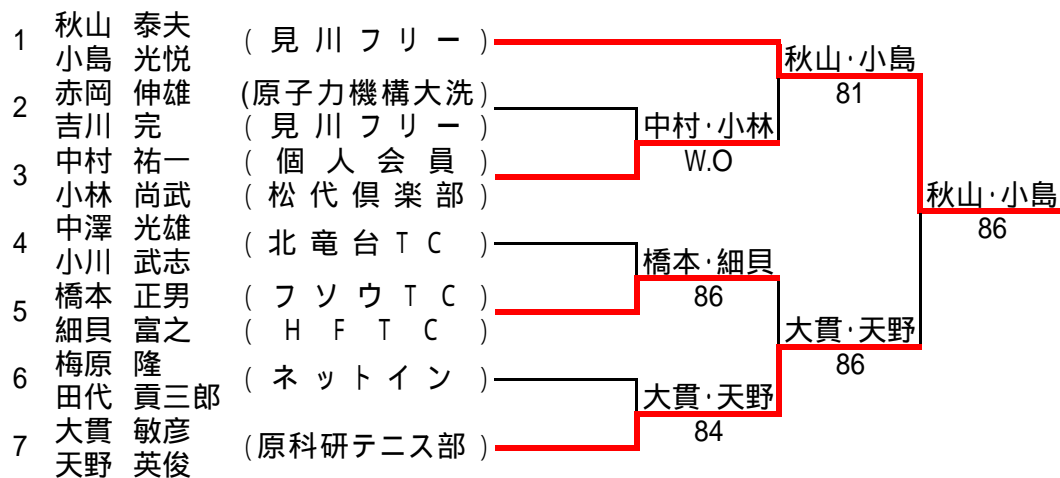 1 秋山 泰夫 (見川フリー)
小島 光悦
2 赤岡 伸雄 (原子力機構大洗)
吉川 完 (見川フリー)
3 中村 祐一 (個人会員)
小林 尚武 (松代倶楽部)
4 中澤 光雄 (北竜台TC)
小川 武志
5 橋本 正男 (フソウTC)
細貝 富之 (HFTC)
6 梅原 隆 (ネットイン)
田代 貢三郎
7 大貫 敏彦 (原科研テニス部)
天野 英俊
中村・小林
W.O
橋本・細貝
86
大貫・天野
84
秋山・小島
81
大貫・天野
86
秋山・小島
86